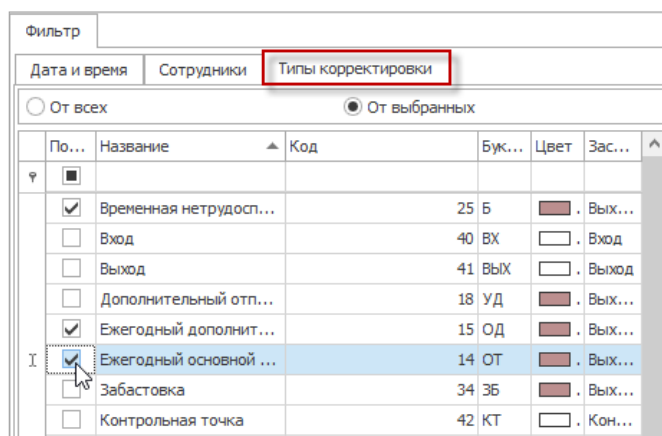 Фильтр
Дата и время Сотрудники Типы корректировки
От всех От выбранных
По... Название Код Бук... Цвет Зас...
Временная нетрудосп... 25 Б . Вых...
Вход 40 ВХ . Вход
Выход 41 ВЫХ . Выход
Дополнительный отп... 18 УД . Вых...
Ежегодный дополнит... 15 ОД . Вых...
Ежегодный основной ... 14 ОТ . Вых...
Забастовка 34 ЗБ . Вых...
Контрольная точка 42 КТ . Кон...